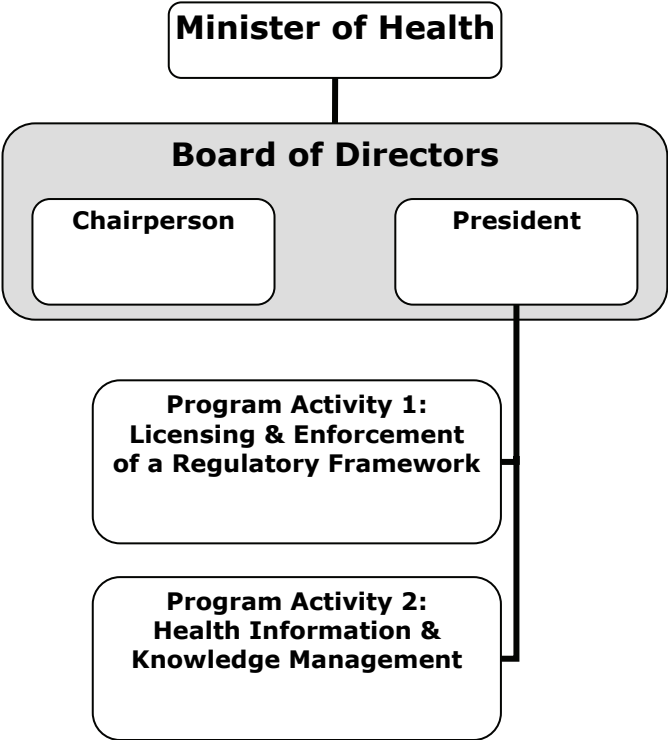 Minister of Health
Board of Directors
Chairperson
President
Program Activity 1:
Licensing & Enforcement
of a Regulatory Framework
Program Activity 2:
Health Information &
Knowledge Management